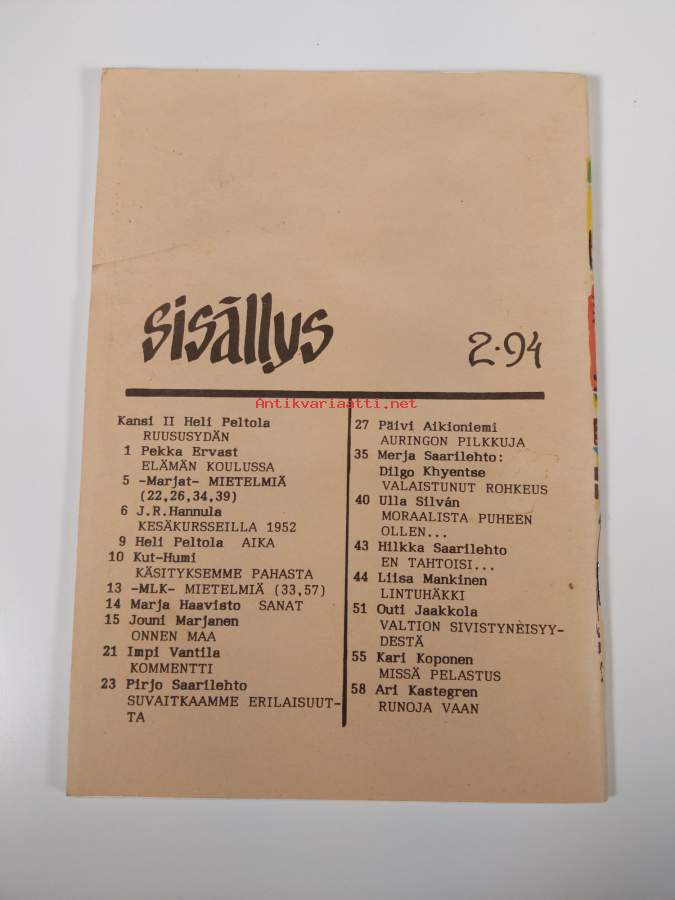 sisällys
2·94
Antikvariaatti.net
Kansi II Heli Peltola
RUUSUSYDÄN
1 Pekka Ervast
ELÄMÄN KOULUSSA
5 -Marjat- MIETELMIÄ
(22,26,34,39)
6 J.R.Hannula
KESÄKURSSEILLA 1952
9 Heli Peltola AIKA
10 Kut-Humi
KÄSITYKSEMME PAHASTA
13 -MLK- MIETELMIÄ (33,57)
14 Marja Haavisto SANAT
15 Jouni Marjanen
ONNEN MAA
21 Impi Vantila
KOMMENTTI
23 Pirjo Saarilehto
SUVAITKAAMME ERILAISUUT-
TA
27 Päivi Aikioniemi
AURINGON PILKKUJA
35 Merja Saarilehto:
Dilgo Khyentse
VALAISTUNUT ROHKEUS
40 Ulla Silván
MORAALISTA PUHEEN
OLLEN...
43 Hilkka Saarilehto
EN TAHTOISI...
44 Liisa Mankinen
LINTUHÄKKI
51 Outi Jaakkola
VALTION SIVISTYNEISYY-
DESTÄ
55 Kari Koponen
MISSÄ PELASTUS
58 Ari Kastegren
RUNOJA VAAN